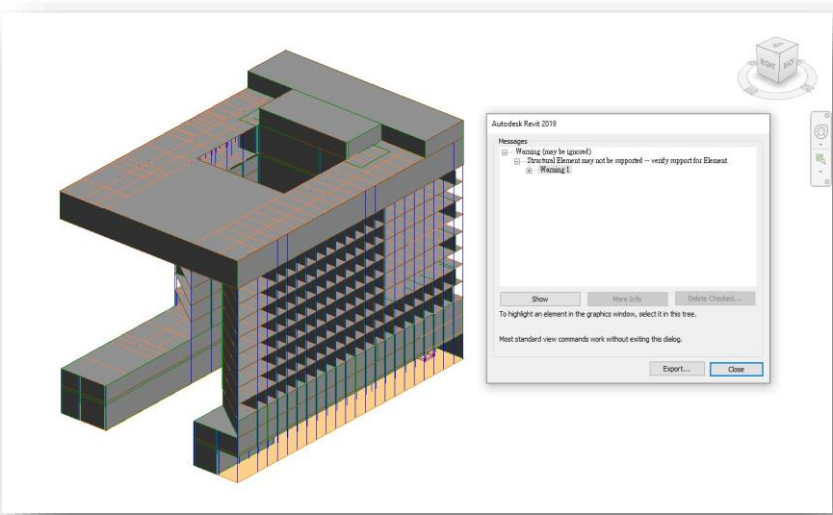 RIGHT
BACK
Autodesk Revit 2019
Messages
Warning (may be ignored)
Structural Element may not be supported -- verify support for Element
Warning 1
Show
More Info
Delete Checked...
To highlight an element in the graphics window, select it in this tree.
Most standard view commands work without exiting this dialog.
Export...
Close